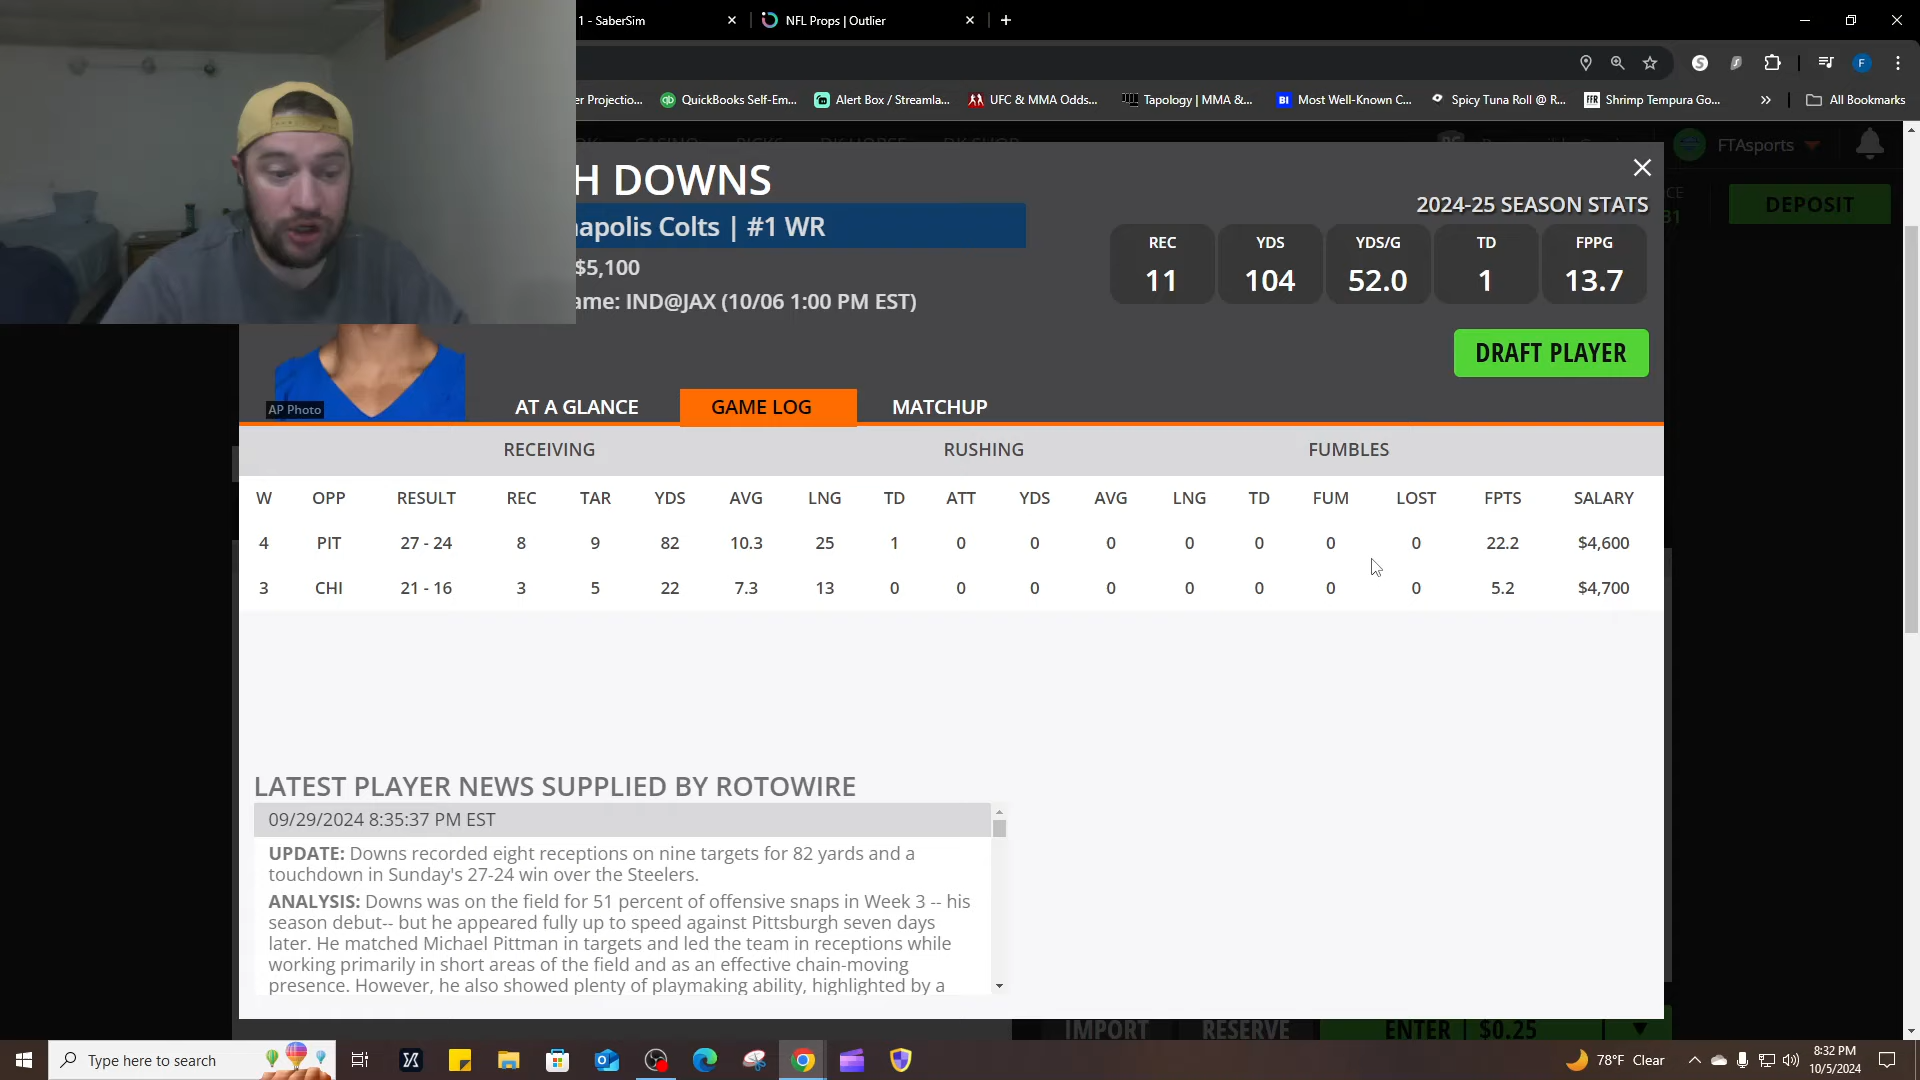 1 - SaberSim
NFL Props | Outlier
er Projectio...
QuickBooks Self-Em...
Alert Box / Streamla...
UFC & MMA Odds...
Tapology | MMA &...
BI Most Well-Known C...
Spicy Tuna Roll @ R...
FFR Shrimp Tempura Go...
All Bookmarks
F
FTAsports
DEPOSIT
H DOWNS
2024-25 SEASON STATS
napolis Colts | #1 WR
REC YDS YDS/G TD FPPG
11 104 52.0 1 13.7
$5,100
ame: IND@JAX (10/06 1:00 PM EST)
DRAFT PLAYER
AP Photo
AT A GLANCE GAME LOG MATCHUP
RECEIVING RUSHING FUMBLES
W OPP RESULT REC TAR YDS AVG LNG TD ATT YDS AVG LNG TD FUM LOST FPTS SALARY
4 PIT 27 - 24 8 9 82 10.3 25 1 0 0 0 0 0 0 0 22.2 $4,600
3 CHI 21 - 16 3 5 22 7.3 13 0 0 0 0 0 0 0 0 5.2 $4,700
LATEST PLAYER NEWS SUPPLIED BY ROTOWIRE
09/29/2024 8:35:37 PM EST
UPDATE: Downs recorded eight receptions on nine targets for 82 yards and a
touchdown in Sunday's 27-24 win over the Steelers.
ANALYSIS: Downs was on the field for 51 percent of offensive snaps in Week 3 -- his
season debut-- but he appeared fully up to speed against Pittsburgh seven days
later. He matched Michael Pittman in targets and led the team in receptions while
working primarily in short areas of the field and as an effective chain-moving
presence. However, he also showed plenty of playmaking ability, highlighted by a
IMPORT RESERVE ENTER | $0.25
Type here to search
78°F Clear
8:32 PM
10/5/2024